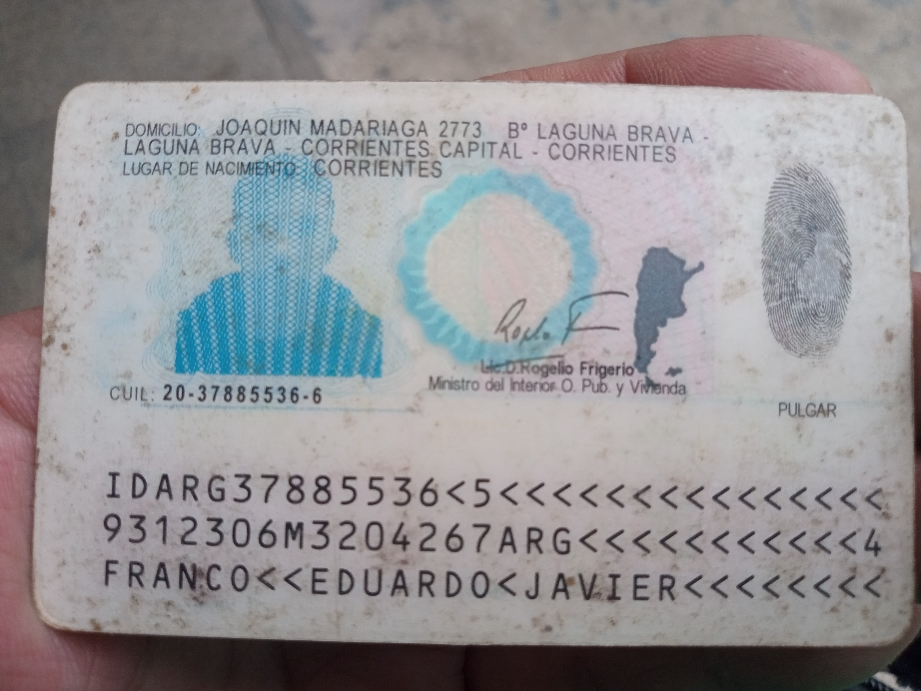 DOMICILIO: JOAQUIN MADARIAGA 2773 Bº LAGUNA BRAVA -
LAGUNA BRAVA - CORRIENTES CAPITAL - CORRIENTES
LUGAR DE NACIMIENTO: CORRIENTES
Rogelio F
Lic.D.Rogelio Frigerio
Ministro del Interior O. Pub. y Vivienda
CUIL: 20-37885536-6
PULGAR
IDARG37885536<5<<<<<<<<<<<<<<<
9312306M3204267ARG<<<<<<<<<<<4
FRANCO<<EDUARDO<JAVIER<<<<<<<<